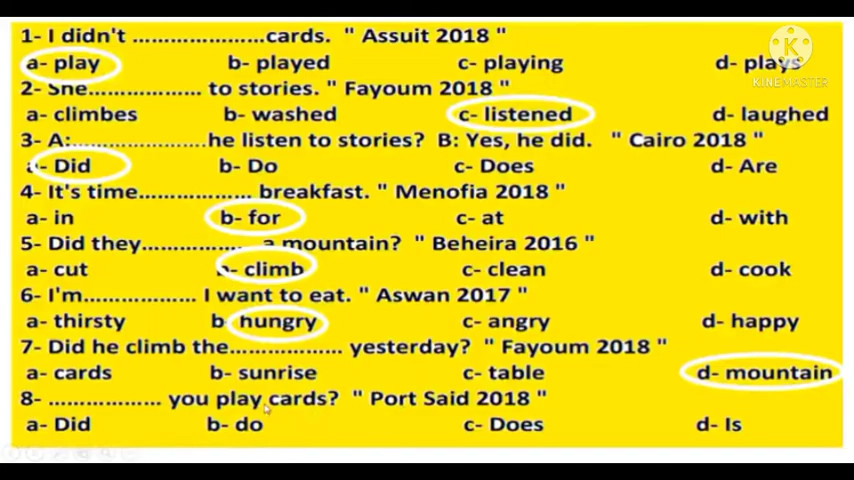 1- I didn't ......................cards. " Assuit 2018 "
a- play b- played c- playing d- plays
KINEMASTER
2- She................... to stories. " Fayoum 2018 "
a- climbes b- washed c- listened d- laughed
3- A:.......................he listen to stories? B: Yes, he did. " Cairo 2018 "
a- Did b- Do c- Does d- Are
4- It's time................... breakfast. " Menofia 2018 "
a- in b- for c- at d- with
5- Did they................. a mountain? " Beheira 2016 "
a- cut b- climb c- clean d- cook
6- I'm................... I want to eat. " Aswan 2017 "
a- thirsty b- hungry c- angry d- happy
7- Did he climb the................... yesterday? " Fayoum 2018 "
a- cards b- sunrise c- table d- mountain
8- ................... you play cards? " Port Said 2018 "
a- Did b- do c- Does d- Is